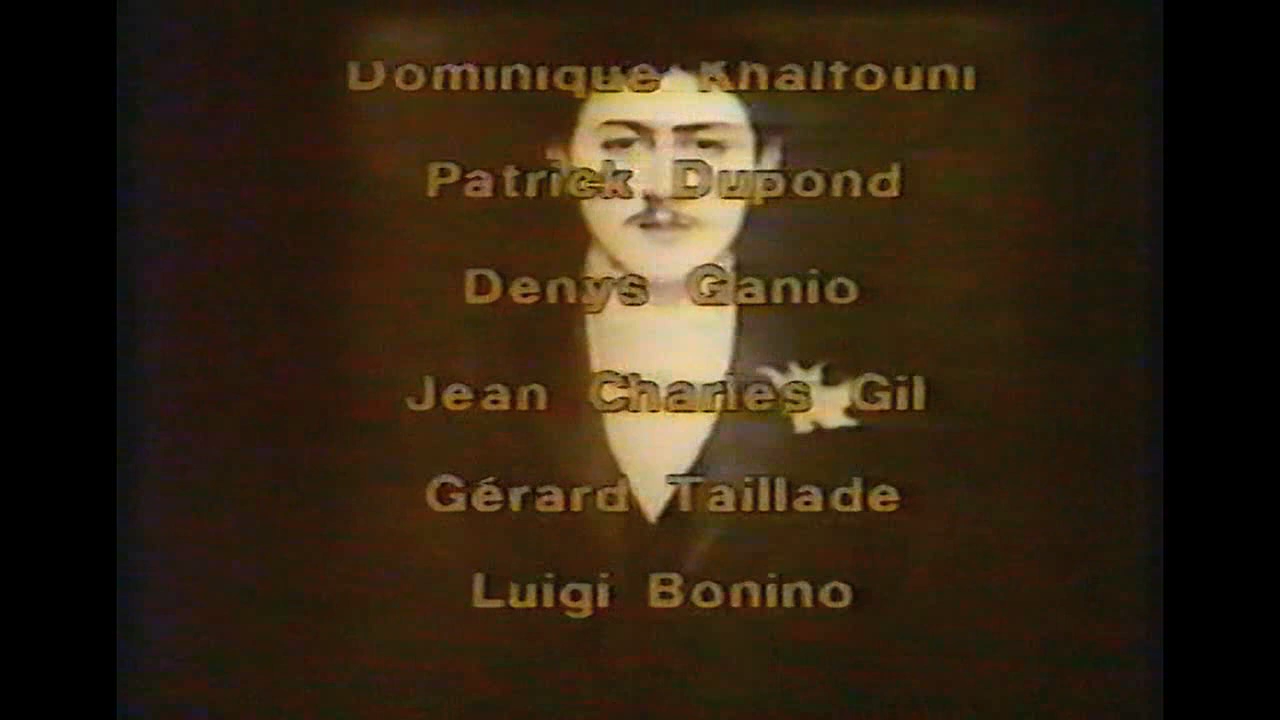 Dominique Khalfouni
Patrick Dupond
Denys Ganio
Jean Charles Gil
Gérard Taillade
Luigi Bonino